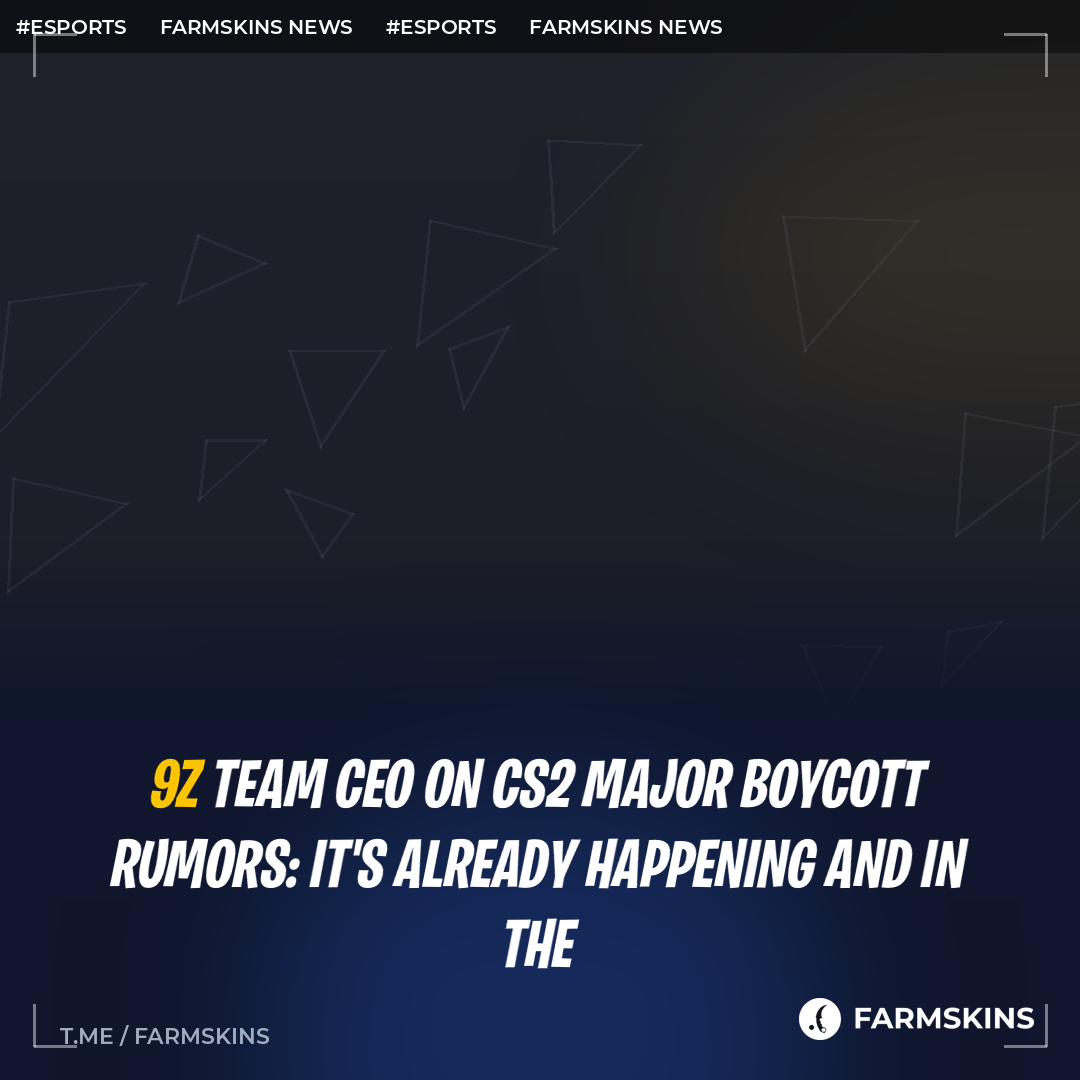 #ESPORTS FARMSKINS NEWS #ESPORTS FARMSKINS NEWS
9Z TEAM CEO ON CS2 MAJOR BOYCOTT
RUMORS: IT'S ALREADY HAPPENING AND IN
THE
T.ME / FARMSKINS
FARMSKINS